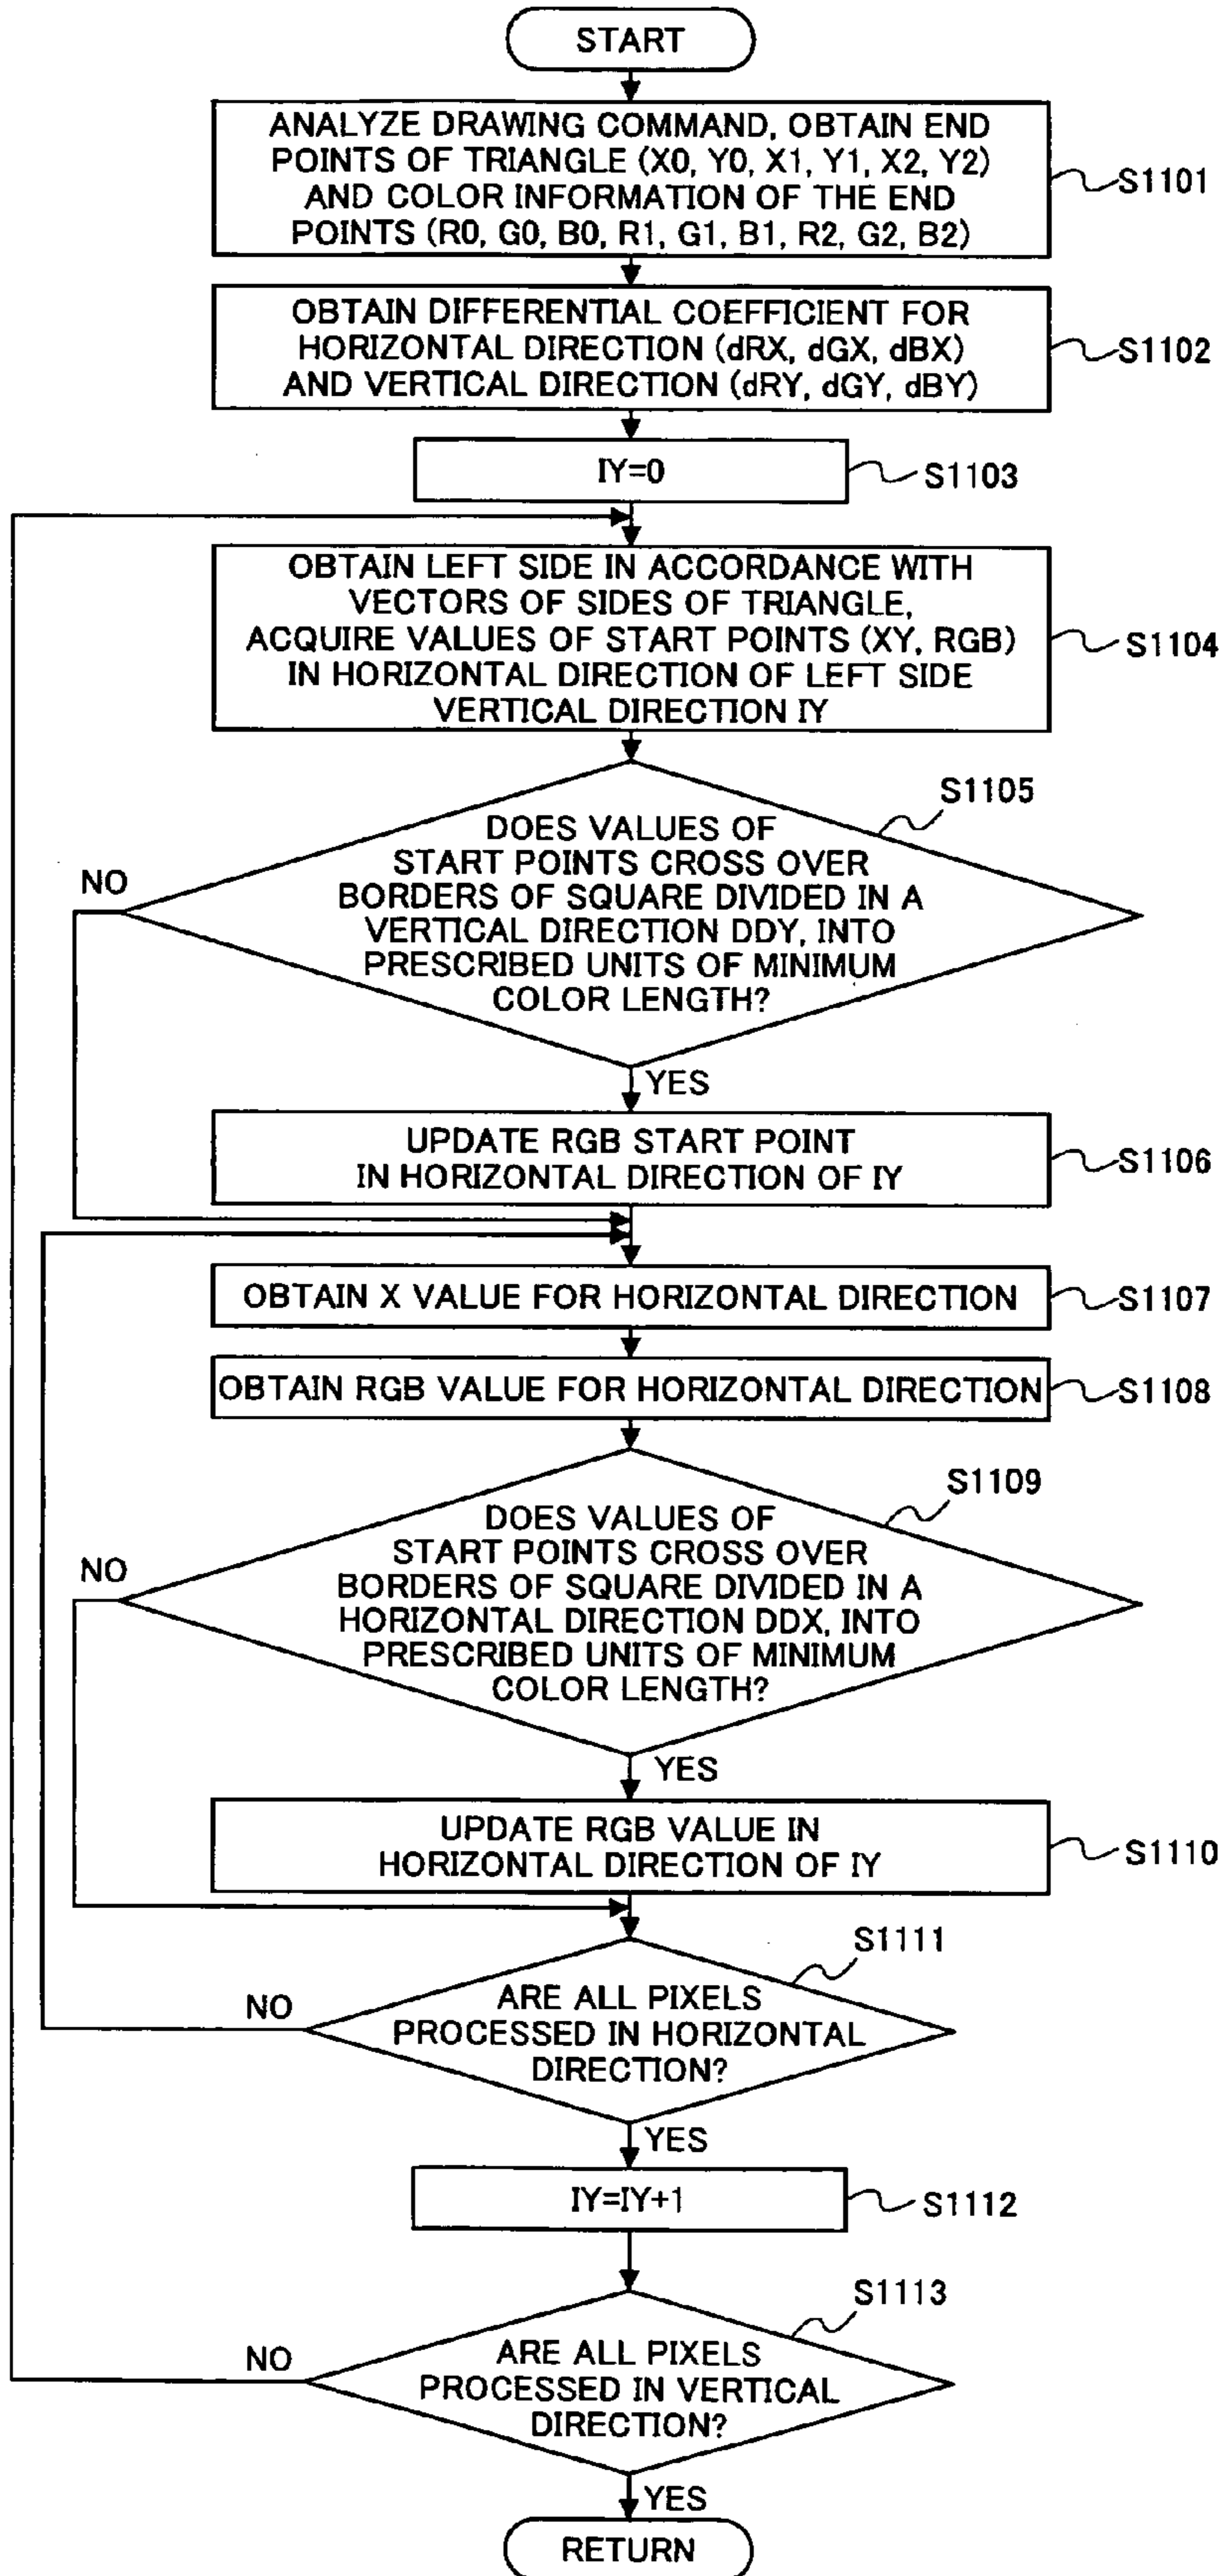 START
ANALYZE DRAWING COMMAND, OBTAIN END
POINTS OF TRIANGLE (X0, Y0, X1, Y1, X2, Y2)
AND COLOR INFORMATION OF THE END
POINTS (R0, G0, B0, R1, G1, B1, R2, G2, B2)
S1101
OBTAIN DIFFERENTIAL COEFFICIENT FOR
HORIZONTAL DIRECTION (dRX, dGX, dBX)
AND VERTICAL DIRECTION (dRY, dGY, dBY)
S1102
IY=0
S1103
OBTAIN LEFT SIDE IN ACCORDANCE WITH
VECTORS OF SIDES OF TRIANGLE,
ACQUIRE VALUES OF START POINTS (XY, RGB)
IN HORIZONTAL DIRECTION OF LEFT SIDE
VERTICAL DIRECTION IY
S1104
S1105
DOES VALUES OF
START POINTS CROSS OVER
BORDERS OF SQUARE DIVIDED IN A
VERTICAL DIRECTION DDY, INTO
PRESCRIBED UNITS OF MINIMUM
COLOR LENGTH?
NO
YES
UPDATE RGB START POINT
IN HORIZONTAL DIRECTION OF IY
S1106
OBTAIN X VALUE FOR HORIZONTAL DIRECTION
S1107
OBTAIN RGB VALUE FOR HORIZONTAL DIRECTION
S1108
S1109
DOES VALUES OF
START POINTS CROSS OVER
BORDERS OF SQUARE DIVIDED IN A
HORIZONTAL DIRECTION DDX, INTO
PRESCRIBED UNITS OF MINIMUM
COLOR LENGTH?
NO
YES
UPDATE RGB VALUE IN
HORIZONTAL DIRECTION OF IY
S1110
S1111
ARE ALL PIXELS
PROCESSED IN HORIZONTAL
DIRECTION?
NO
YES
IY=IY+1
S1112
S1113
ARE ALL PIXELS
PROCESSED IN VERTICAL
DIRECTION?
NO
YES
RETURN